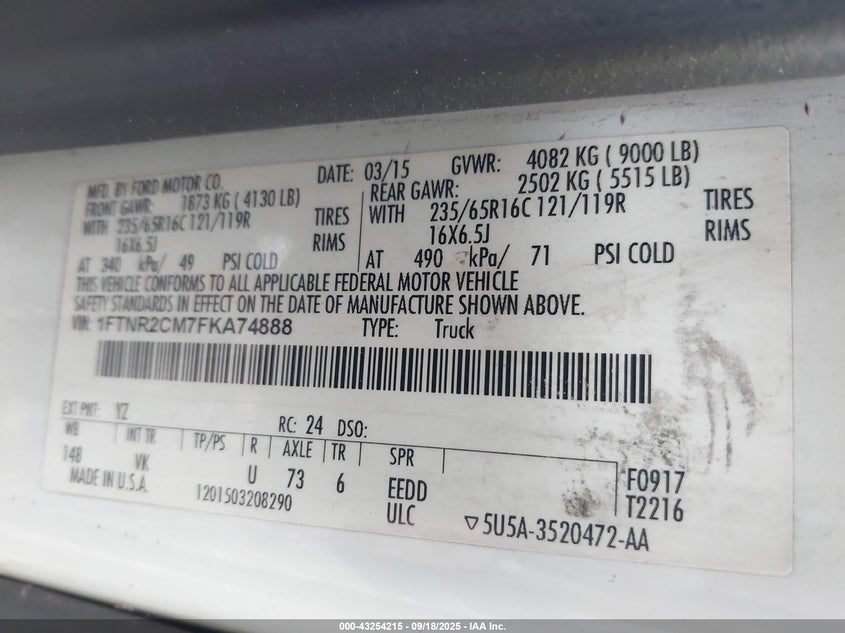 MFD. BY FORD MOTOR CO. DATE: 03/15 GVWR: 4082 KG ( 9000 LB)
FRONT GAWR: 1873 KG ( 4130 LB) REAR GAWR: 2502 KG ( 5515 LB)
WITH 235/65R16C 121/119R TIRES WITH 235/65R16C 121/119R TIRES
16X6.5J RIMS 16X6.5J RIMS
AT 340 kPa/ 49 PSI COLD AT 490 kPa/ 71 PSI COLD
THIS VEHICLE CONFORMS TO ALL APPLICABLE FEDERAL MOTOR VEHICLE
SAFETY STANDARDS IN EFFECT ON THE DATE OF MANUFACTURE SHOWN ABOVE.
VIN: 1FTNR2CM7FKA74888 TYPE: Truck
EXT PNT: YZ RC: 24 DSO:
WB INT TR TP/PS R AXLE TR SPR
148 VK U 73 6 EEDD F0917
MADE IN U.S.A. 1201503208290 ULC T2216
5U5A-3520472-AA
000-43254215 - 09/18/2025 - IAA Inc.